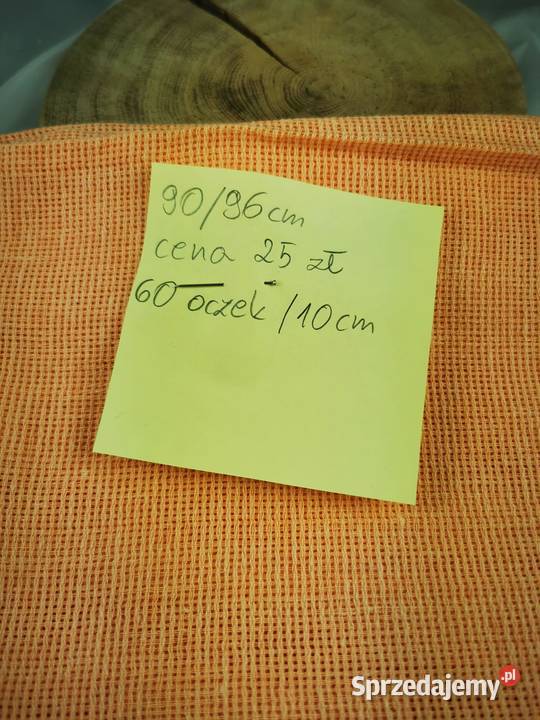 90/96cm
cena 25 zł
60 oczek/10cm
Sprzedajemy.pl